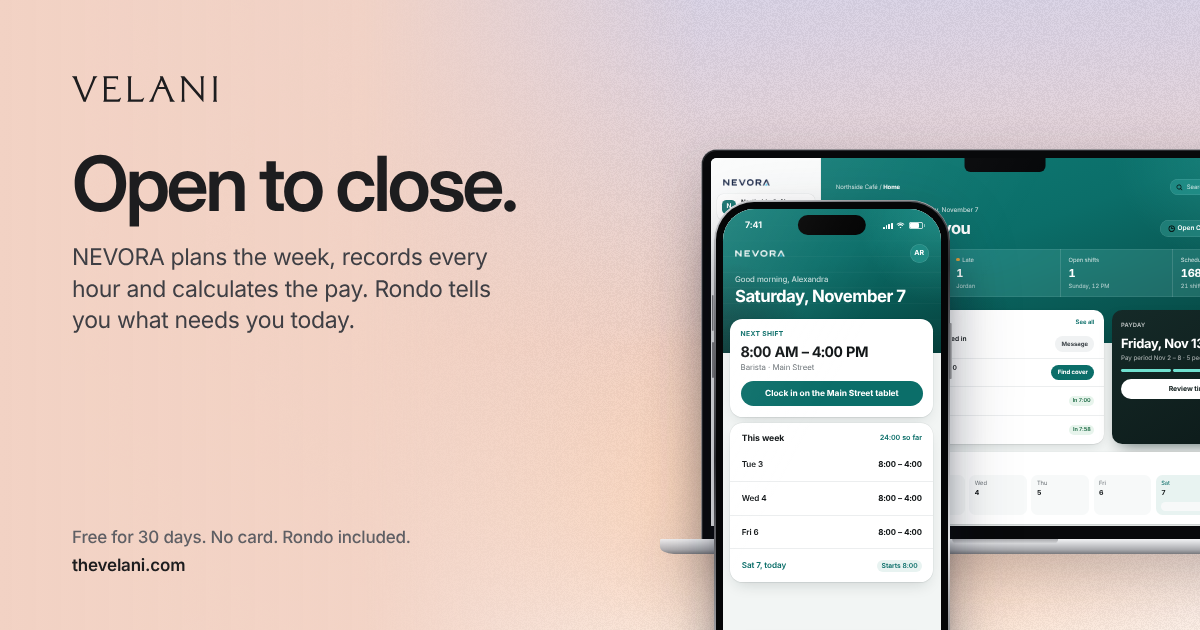 VELANI
Open to close.
NEVORA plans the week, records every
hour and calculates the pay. Rondo tells
you what needs you today.
Free for 30 days. No card. Rondo included.
thevelani.com
NEVORA
Northside Café / Home
November 7
you
Open
Late
1
Jordan
Open shifts
1
Sunday, 12 PM
168
See all
Message
Find cover
In 7:00
In 7:58
PAYDAY
Friday, Nov 13
Pay period Nov 2 – 8 · 5
Wed
4
Thu
5
Fri
6
Sat
7
7:41
NEVORA
AR
Good morning, Alexandra
Saturday, November 7
NEXT SHIFT
8:00 AM – 4:00 PM
Barista · Main Street
Clock in on the Main Street tablet
This week
24:00 so far
Tue 3
8:00 – 4:00
Wed 4
8:00 – 4:00
Fri 6
8:00 – 4:00
Sat 7, today
Starts 8:00